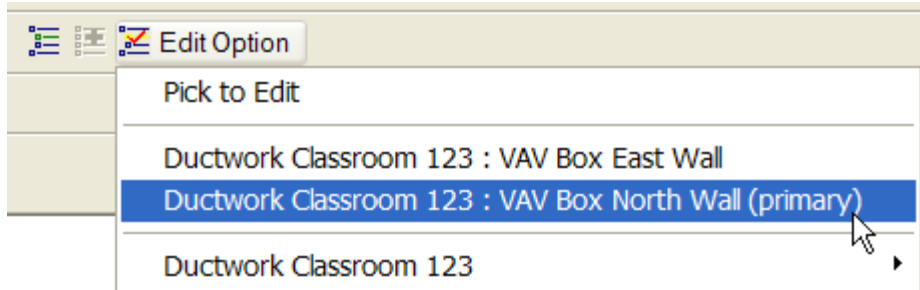 Edit Option
Pick to Edit
Ductwork Classroom 123 : VAV Box East Wall
Ductwork Classroom 123 : VAV Box North Wall (primary)
Ductwork Classroom 123